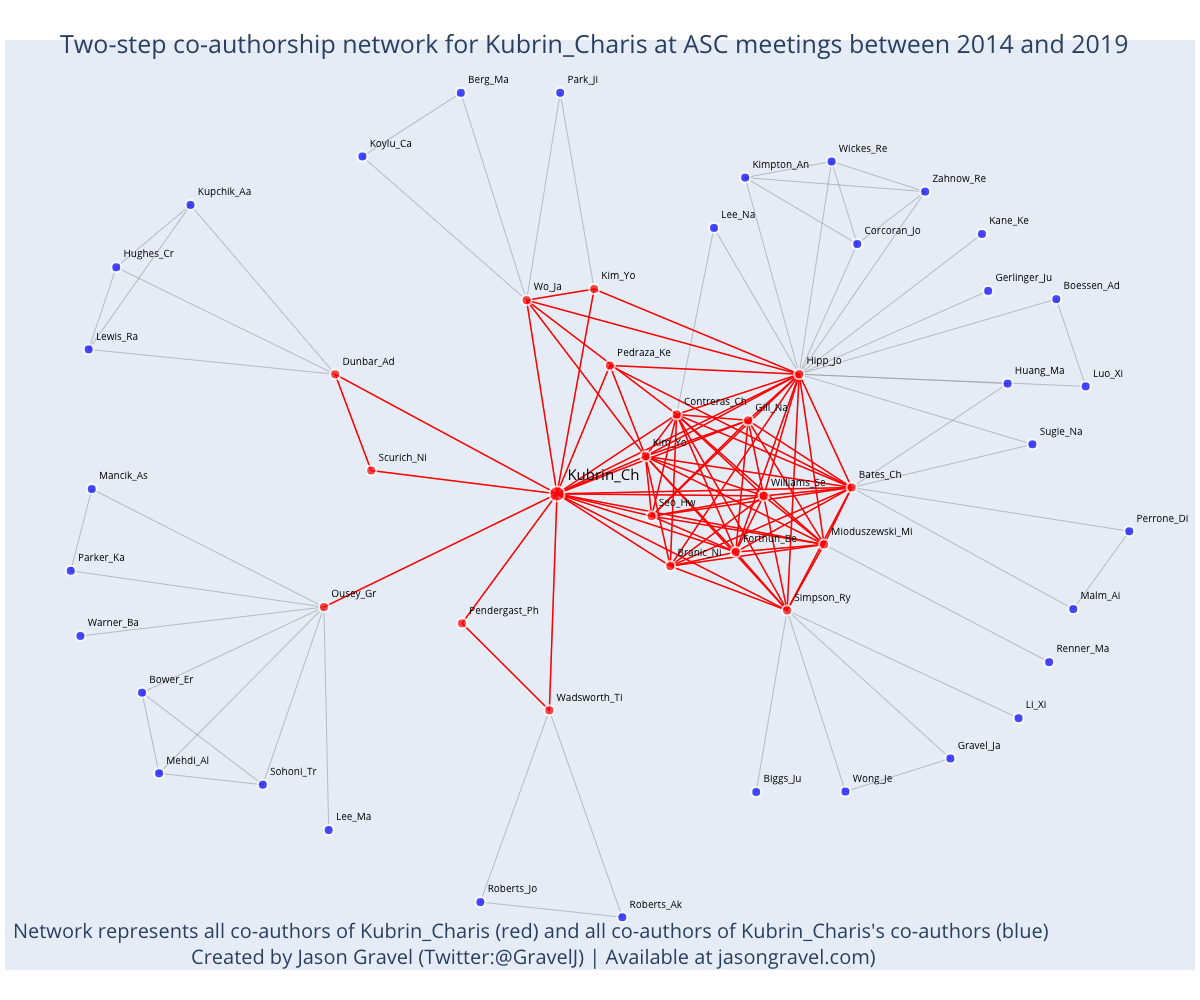 Two-step co-authorship network for Kubrin_Charis at ASC meetings between 2014 and 2019
Berg_Ma
Park_Ji
Koylu_Ca
Wickes_Re
Kimpton_An
Zahnow_Re
Kupchik_Aa
Lee_Na
Corcoran_Jo
Kane_Ke
Hughes_Cr
Kim_Yo
Gerlinger_Ju
Wo_Ja
Boessen_Ad
Lewis_Ra
Pedraza_Ke
Dunbar_Ad
Hipp_Jo
Huang_Ma
Luo_Xi
Contreras_Ch
Gill_Na
Sugie_Na
Kim_Yo
Scurich_Ni
Kubrin_Ch
Mancik_As
Bates_Ch
Williams_Se
Seo_Hw
Perrone_Di
Mioduszewski_Mi
Forthun_Be
Branic_Ni
Parker_Ka
Ousey_Gr
Simpson_Ry
Malm_Ai
Pendergast_Ph
Warner_Ba
Renner_Ma
Bower_Er
Wadsworth_Ti
Li_Xi
Gravel_Ja
Mehdi_Al
Sohoni_Tr
Biggs_Ju
Wong_Je
Lee_Ma
Roberts_Jo
Roberts_Ak
Network represents all co-authors of Kubrin_Charis (red) and all co-authors of Kubrin_Charis's co-authors (blue)
Created by Jason Gravel (Twitter:@GravelJ) | Available at jasongravel.com)